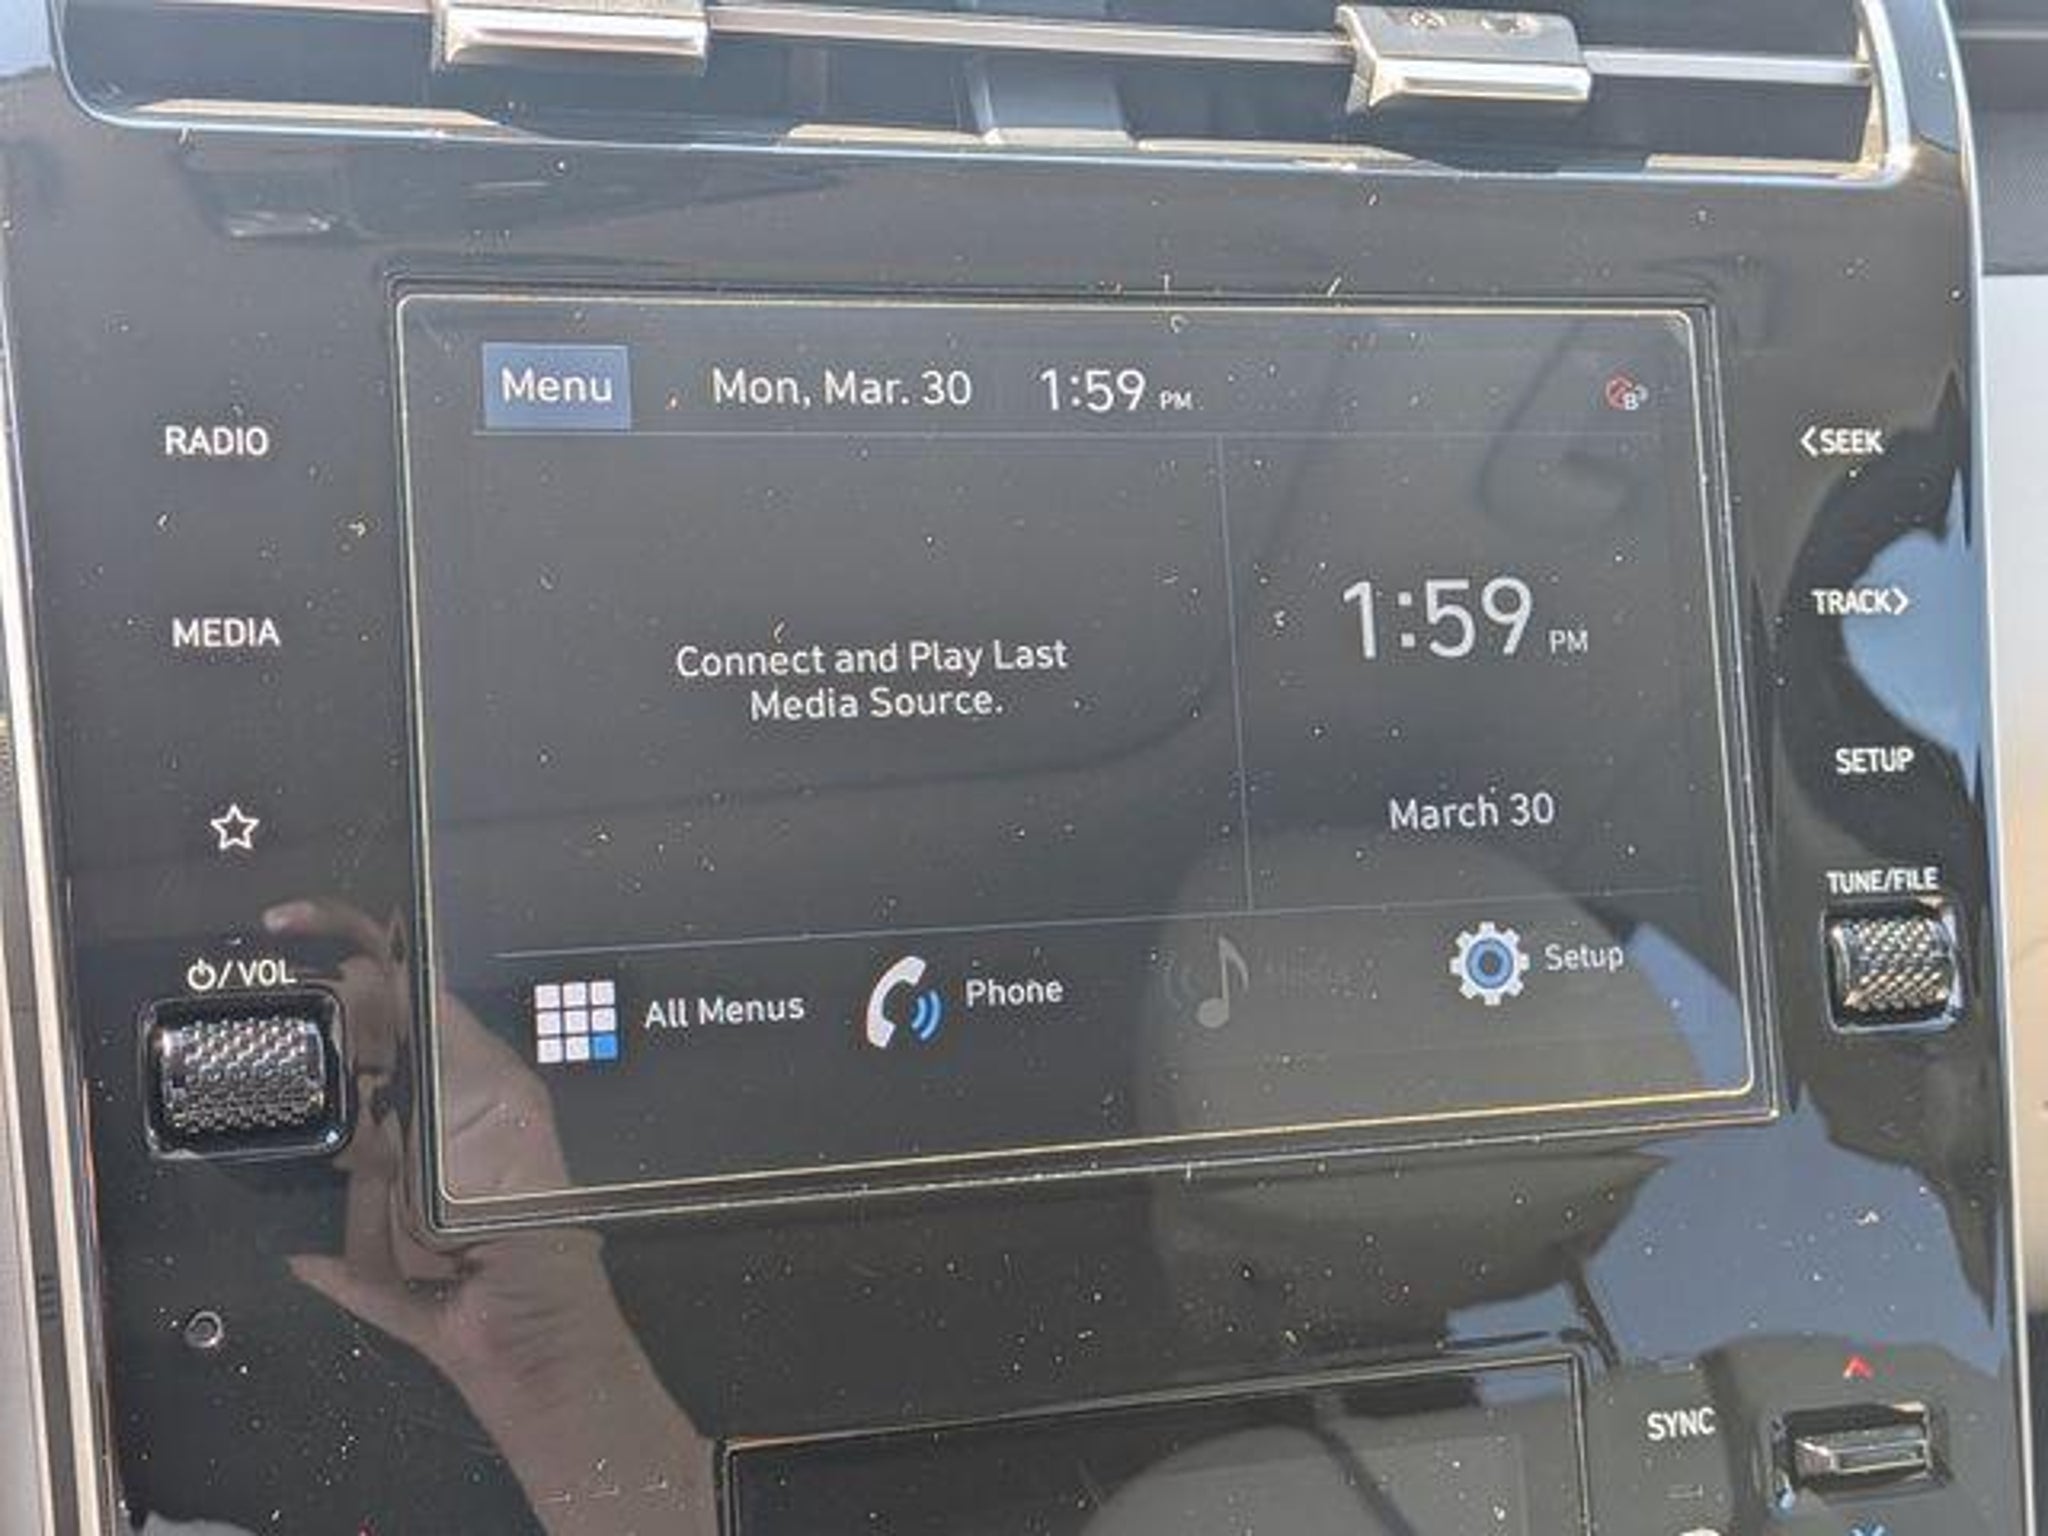 Menu
Mon, Mar. 30
1:59 PM
RADIO
<SEEK
MEDIA
Connect and Play Last
Media Source.
1:59 PM
TRACK>
SETUP
March 30
TUNE/FILE
/ VOL
All Menus
Phone
Setup
SYNC